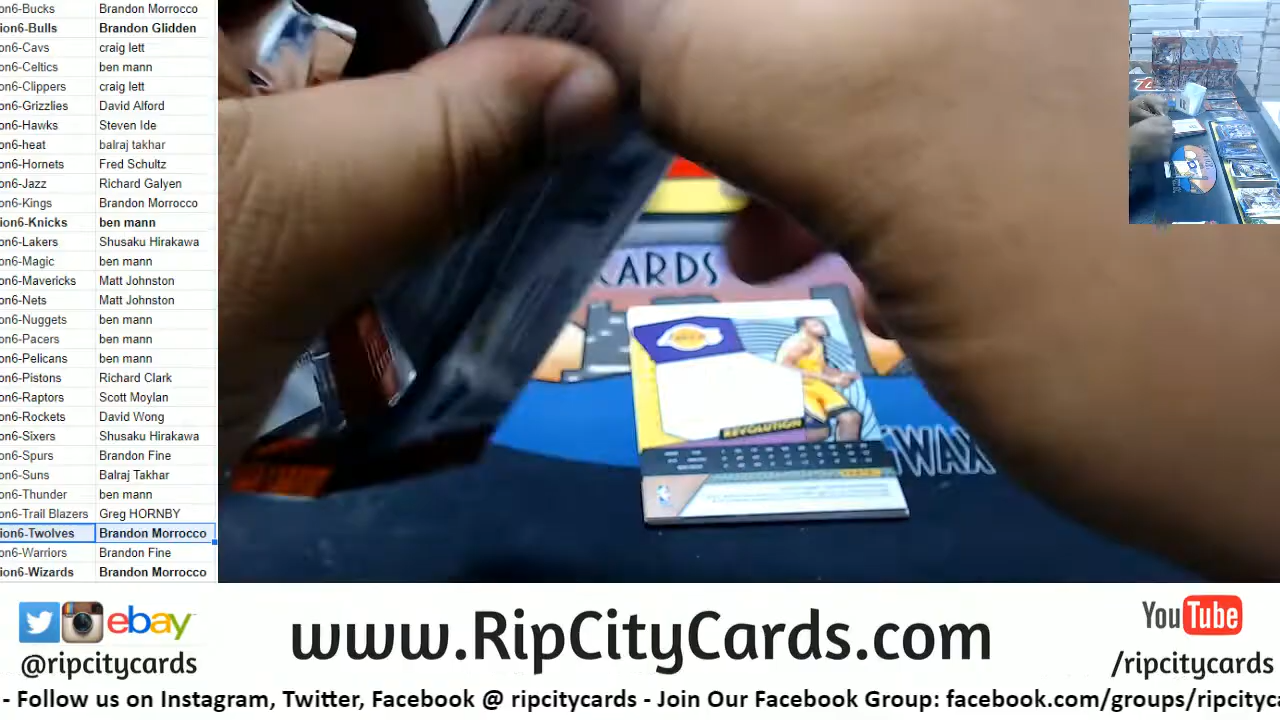 on6-Bucks Brandon Morrocco
ion6-Bulls Brandon Glidden
on6-Cavs craig lett
on6-Celtics ben mann
on6-Clippers craig lett
on6-Grizzlies David Alford
on6-Hawks Steven Ide
on6-heat balraj takhar
on6-Hornets Fred Schultz
on6-Jazz Richard Galyen
on6-Kings Brandon Morrocco
ion6-Knicks ben mann
on6-Lakers Shusaku Hirakawa
on6-Magic ben mann
on6-Mavericks Matt Johnston
on6-Nets Matt Johnston
on6-Nuggets ben mann
on6-Pacers ben mann
on6-Pelicans ben mann
on6-Pistons Richard Clark
on6-Raptors Scott Moylan
on6-Rockets David Wong
on6-Sixers Shusaku Hirakawa
on6-Spurs Brandon Fine
on6-Suns Balraj Takhar
on6-Thunder ben mann
on6-Trail Blazers Greg HORNBY
ion6-Twolves Brandon Morrocco
on6-Warriors Brandon Fine
ion6-Wizards Brandon Morrocco
CARDS
REVOLUTION
WAX
ebay
@ripcitycards
www.RipCityCards.com
YouTube
/ripcitycards
- Follow us on Instagram, Twitter, Facebook @ ripcitycards - Join Our Facebook Group: facebook.com/groups/ripcityca